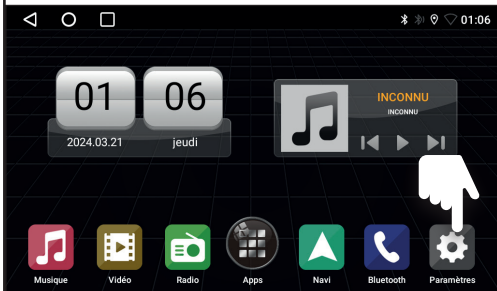 01:06
01 06
2024.03.21 jeudi
INCONNU
INCONNU
Musique Vidéo Radio Apps Navi Bluetooth Paramètres